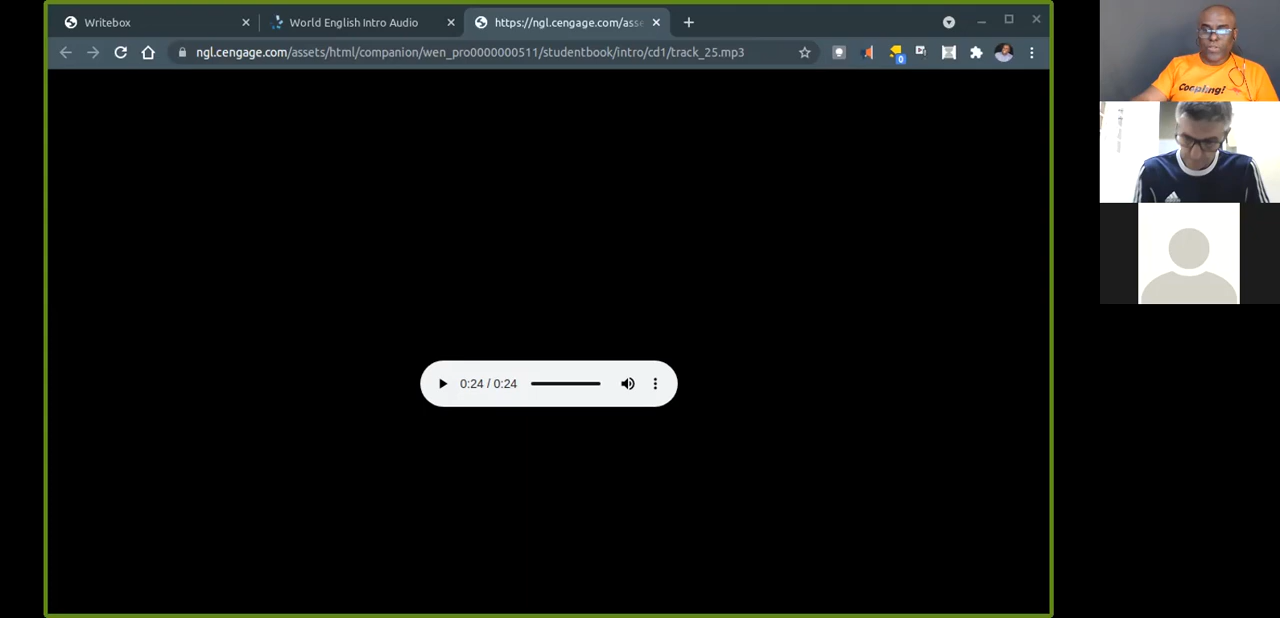 Writebox
World English Intro Audio
https://ngl.cengage.com/asse
ngl.cengage.com/assets/html/companion/wen_pro0000000511/studentbook/intro/cd1/track_25.mp3
0
0:24 / 0:24